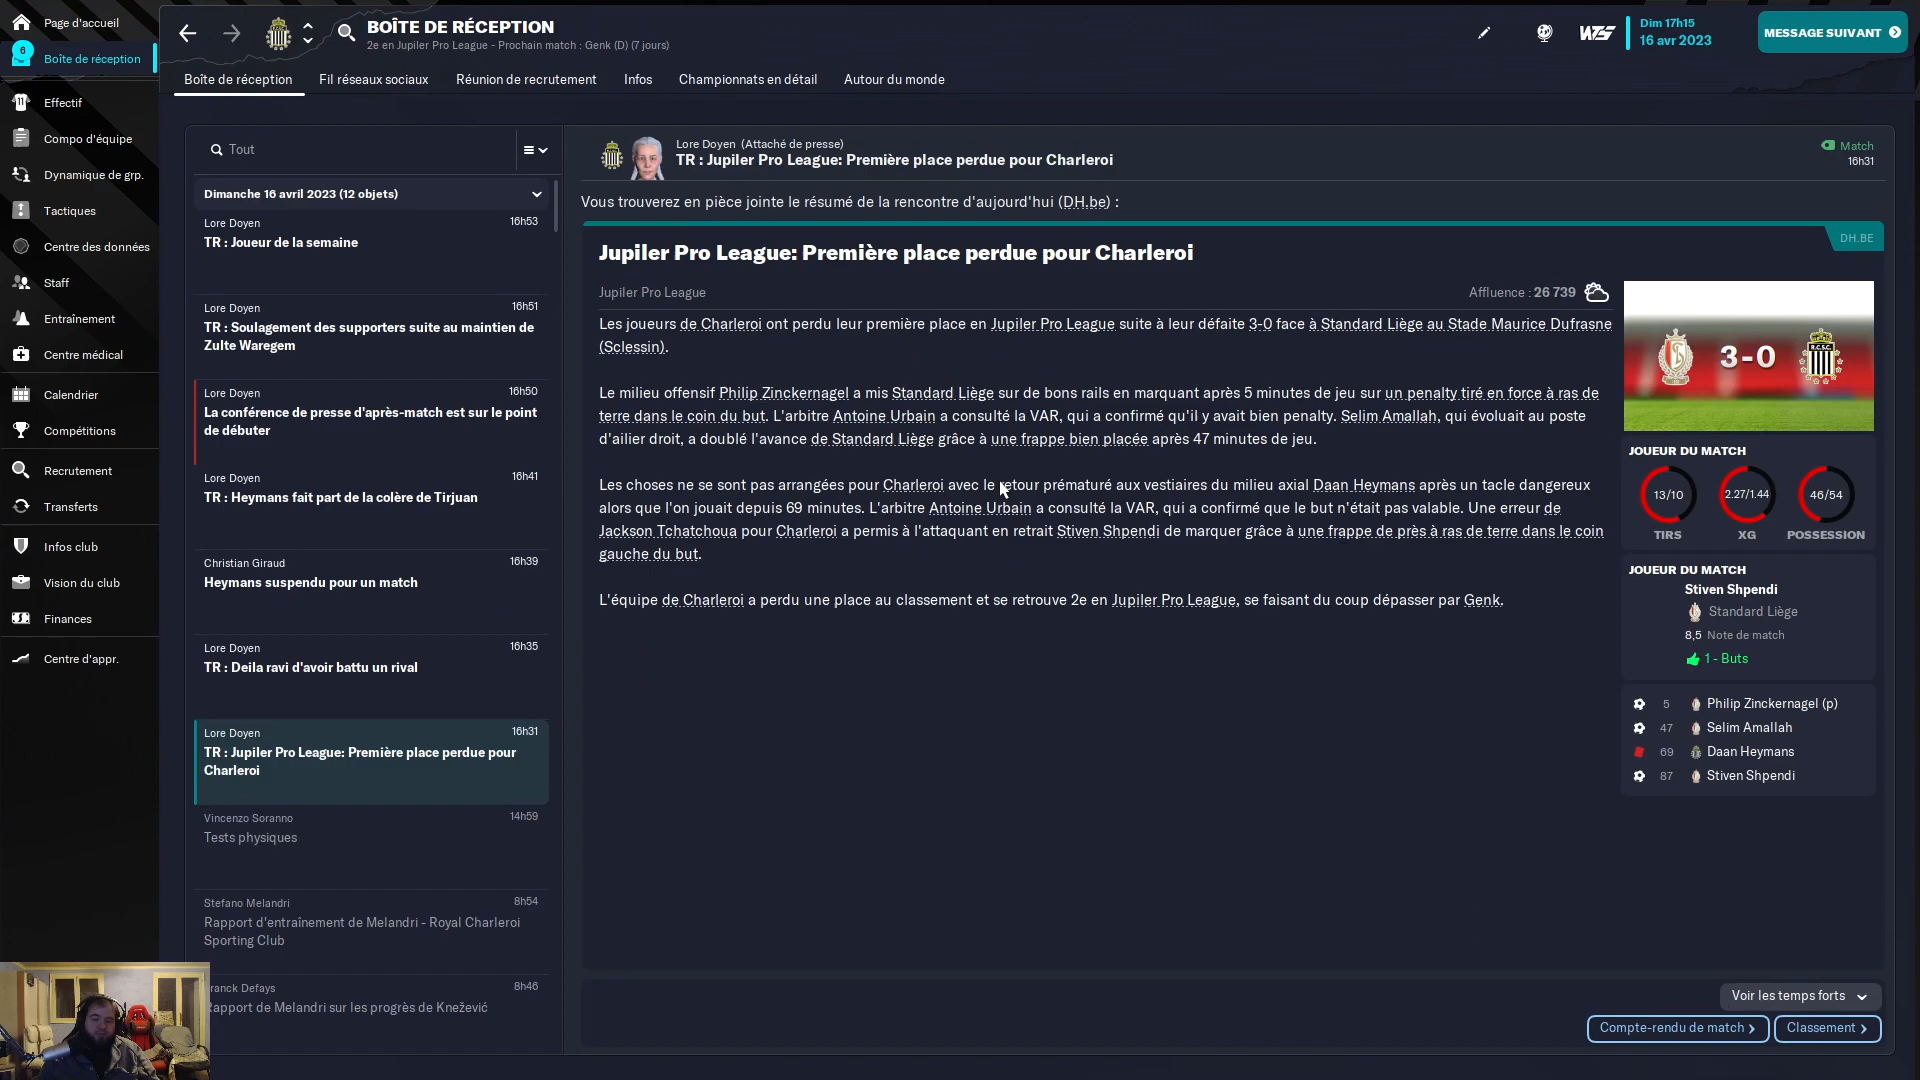 Page d'accueil
6
Boîte de réception
Effectif
Compo d'équipe
Dynamique de grp.
Tactiques
Centre des données
Staff
Entraînement
Centre médical
Calendrier
Compétitions
Recrutement
Transferts
Infos club
Vision du club
Finances
Centre d'appr.
BOÎTE DE RÉCEPTION
2e en Jupiler Pro League - Prochain match : Genk (D) (7 jours)
Dim 17h15
16 avr 2023
MESSAGE SUIVANT
Boîte de réception
Fil réseaux sociaux
Réunion de recrutement
Infos
Championnats en détail
Autour du monde
Tout
Dimanche 16 avril 2023 (12 objets)
Lore Doyen 16h53
TR : Joueur de la semaine
Lore Doyen 16h51
TR : Soulagement des supporters suite au maintien de
Zulte Waregem
Lore Doyen 16h50
La conférence de presse d'après-match est sur le point
de débuter
Lore Doyen 16h41
TR : Heymans fait part de la colère de Tirjuan
Christian Giraud 16h39
Heymans suspendu pour un match
Lore Doyen 16h35
TR : Deila ravi d'avoir battu un rival
Lore Doyen 16h31
TR : Jupiler Pro League: Première place perdue pour
Charleroi
Vincenzo Soranno 14h59
Tests physiques
Stefano Melandri 8h54
Rapport d'entraînement de Melandri - Royal Charleroi
Sporting Club
ranck Defays 8h46
apport de Melandri sur les progrès de Knežević
Lore Doyen (Attaché de presse)
TR : Jupiler Pro League: Première place perdue pour Charleroi
Match
16h31
Vous trouverez en pièce jointe le résumé de la rencontre d'aujourd'hui (DH.be) :
DH.BE
Jupiler Pro League: Première place perdue pour Charleroi
Jupiler Pro League
Affluence : 26 739
Les joueurs de Charleroi ont perdu leur première place en Jupiler Pro League suite à leur défaite 3-0 face à Standard Liège au Stade Maurice Dufrasne
(Sclessin).
Le milieu offensif Philip Zinckernagel a mis Standard Liège sur de bons rails en marquant après 5 minutes de jeu sur un penalty tiré en force à ras de
terre dans le coin du but. L'arbitre Antoine Urbain a consulté la VAR, qui a confirmé qu'il y avait bien penalty. Selim Amallah, qui évoluait au poste
d'ailier droit, a doublé l'avance de Standard Liège grâce à une frappe bien placée après 47 minutes de jeu.
Les choses ne se sont pas arrangées pour Charleroi avec le retour prématuré aux vestiaires du milieu axial Daan Heymans après un tacle dangereux
alors que l'on jouait depuis 69 minutes. L'arbitre Antoine Urbain a consulté la VAR, qui a confirmé que le but n'était pas valable. Une erreur de
Jackson Tchatchoua pour Charleroi a permis à l'attaquant en retrait Stiven Shpendi de marquer grâce à une frappe de près à ras de terre dans le coin
gauche du but.
L'équipe de Charleroi a perdu une place au classement et se retrouve 2e en Jupiler Pro League, se faisant du coup dépasser par Genk.
3-0
R.C.S.C.
JOUEUR DU MATCH
13/10 2.27/1.44 46/54
TIRS XG POSSESSION
JOUEUR DU MATCH
Stiven Shpendi
Standard Liège
8,5 Note de match
1 - Buts
5 Philip Zinckernagel (p)
47 Selim Amallah
69 Daan Heymans
87 Stiven Shpendi
Voir les temps forts
Compte-rendu de match
Classement